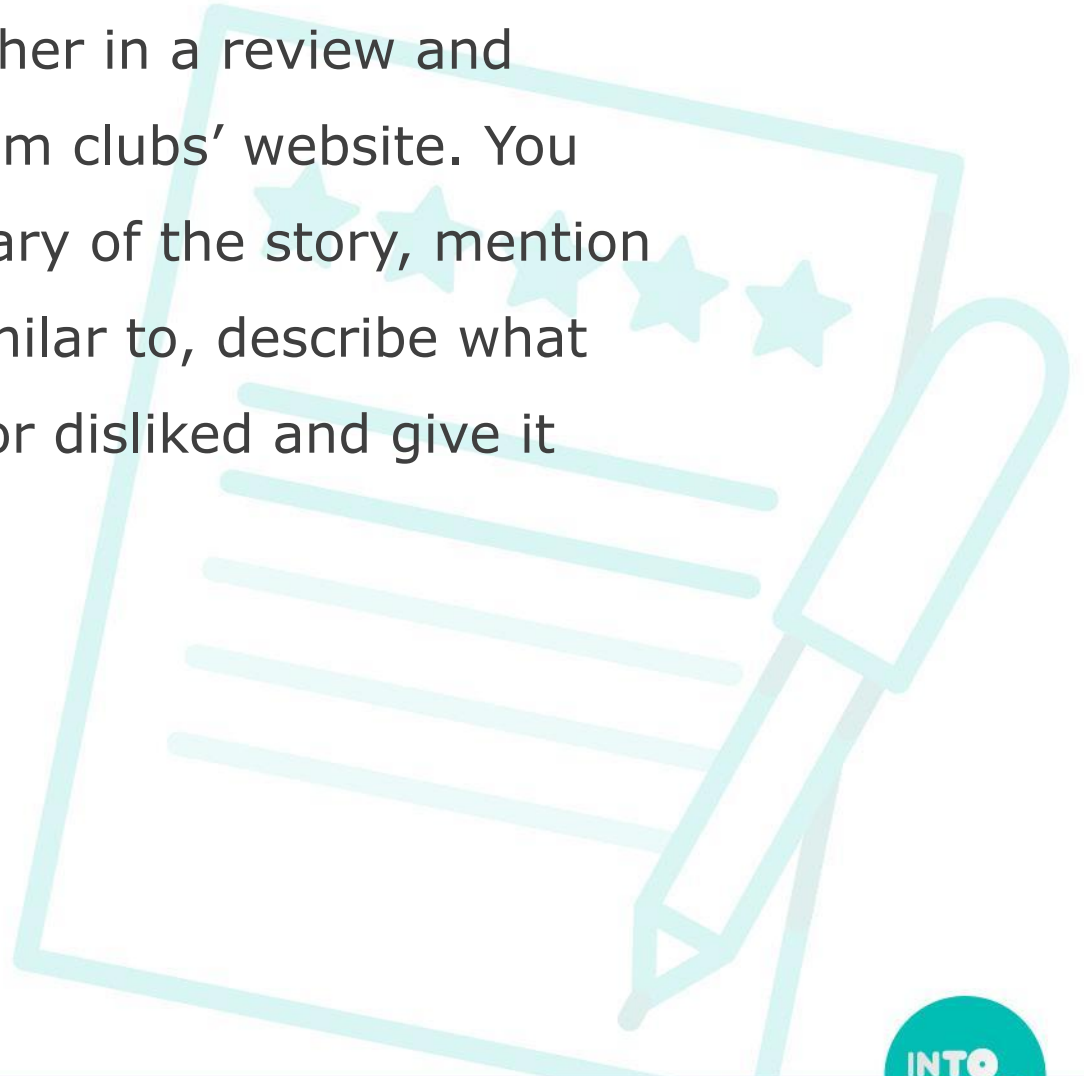 her in a review and
m clubs’ website. You
ary of the story, mention
ilar to, describe what
or disliked and give it
INTO